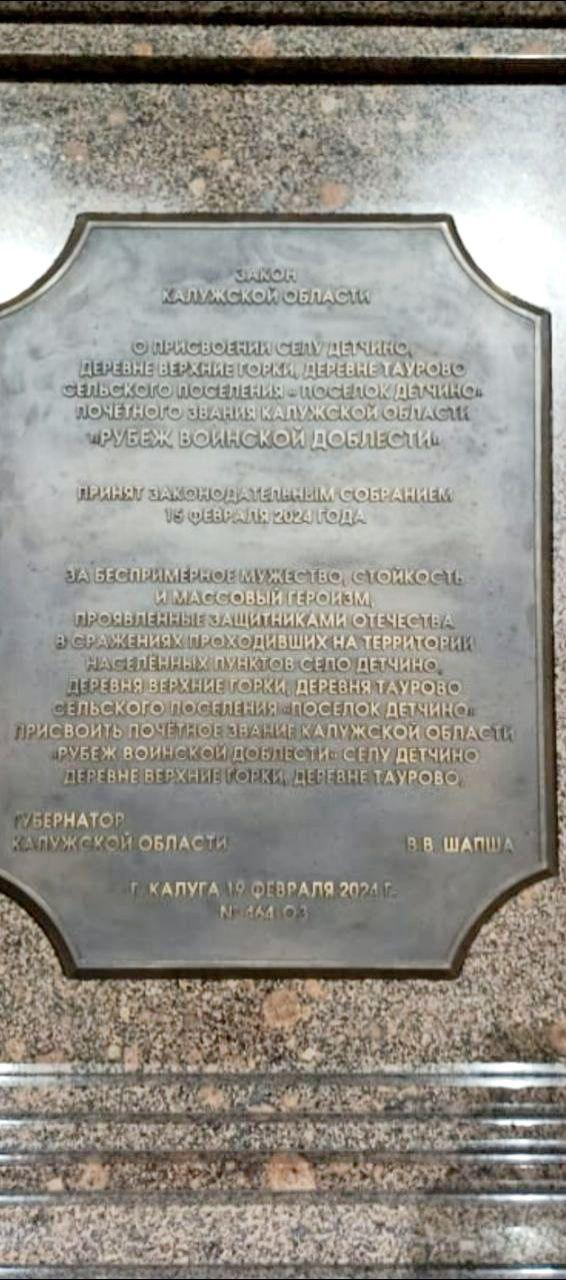 ЗАКОН
КАЛУЖСКОЙ ОБЛАСТИ
О ПРИСВОЕНИИ СЕЛУ ДЕТЧИНО,
ДЕРЕВНЕ ВЕРХНИЕ ГОРКИ, ДЕРЕВНЕ ТАУРОВО
СЕЛЬСКОГО ПОСЕЛЕНИЯ «ПОСЕЛОК ДЕТЧИНО»
ПОЧЁТНОГО ЗВАНИЯ КАЛУЖСКОЙ ОБЛАСТИ
«РУБЕЖ ВОИНСКОЙ ДОБЛЕСТИ»
ПРИНЯТ ЗАКОНОДАТЕЛЬНЫМ СОБРАНИЕМ
15 ФЕВРАЛЯ 2024 ГОДА
ЗА БЕСПРИМЕРНОЕ МУЖЕСТВО, СТОЙКОСТЬ
И МАССОВЫЙ ГЕРОИЗМ,
ПРОЯВЛЕННЫЕ ЗАЩИТНИКАМИ ОТЕЧЕСТВА
В СРАЖЕНИЯХ ПРОХОДИВШИХ НА ТЕРРИТОРИИ
НАСЕЛЁННЫХ ПУНКТОВ СЕЛО ДЕТЧИНО,
ДЕРЕВНЯ ВЕРХНИЕ ГОРКИ, ДЕРЕВНЯ ТАУРОВО
СЕЛЬСКОГО ПОСЕЛЕНИЯ «ПОСЕЛОК ДЕТЧИНО»
ПРИСВОИТЬ ПОЧЁТНОЕ ЗВАНИЕ КАЛУЖСКОЙ ОБЛАСТИ
«РУБЕЖ ВОИНСКОЙ ДОБЛЕСТИ» СЕЛУ ДЕТЧИНО
ДЕРЕВНЕ ВЕРХНИЕ ГОРКИ, ДЕРЕВНЕ ТАУРОВО.
ГУБЕРНАТОР
КАЛУЖСКОЙ ОБЛАСТИ В.В. ШАПША
Г. КАЛУГА 19 ФЕВРАЛЯ 2024 Г.
№ 464-ОЗ